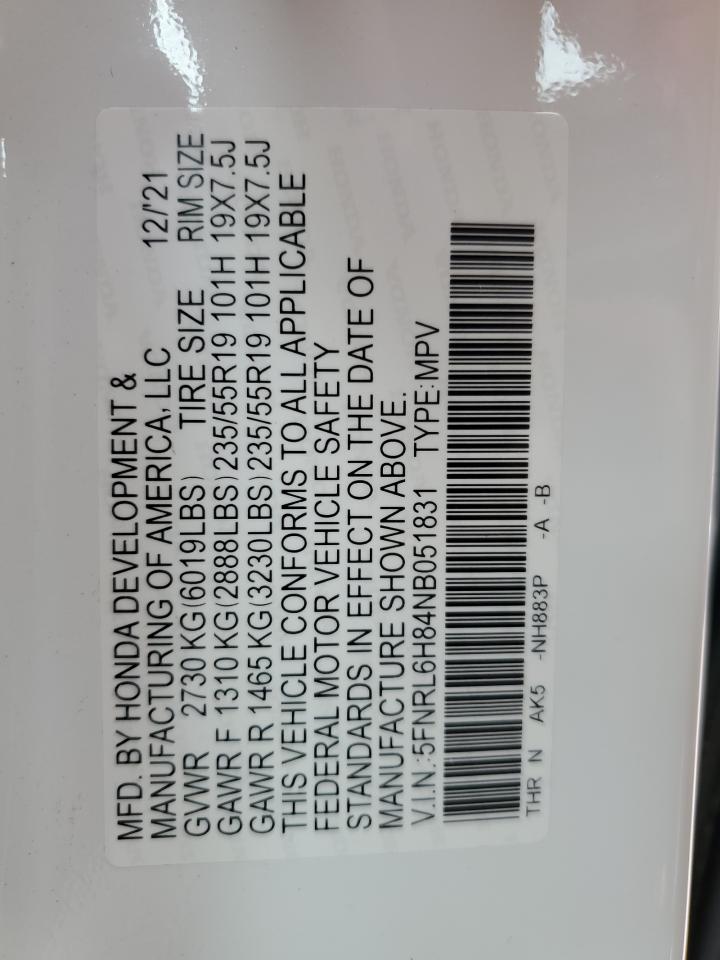 MFD. BY HONDA DEVELOPMENT &
MANUFACTURING OF AMERICA, LLC 12/'21
GVWR 2730 KG(6019LBS) TIRE SIZE RIM SIZE
GAWR F 1310 KG(2888LBS)235/55R19 101H 19X7.5J
GAWR R 1465 KG(3230LBS)235/55R19 101H 19X7.5J
THIS VEHICLE CONFORMS TO ALL APPLICABLE
FEDERAL MOTOR VEHICLE SAFETY
STANDARDS IN EFFECT ON THE DATE OF
MANUFACTURE SHOWN ABOVE.
V.I.N.:5FNRL6H84NB051831 TYPE:MPV
THR N AK5 -NH883P -A -B